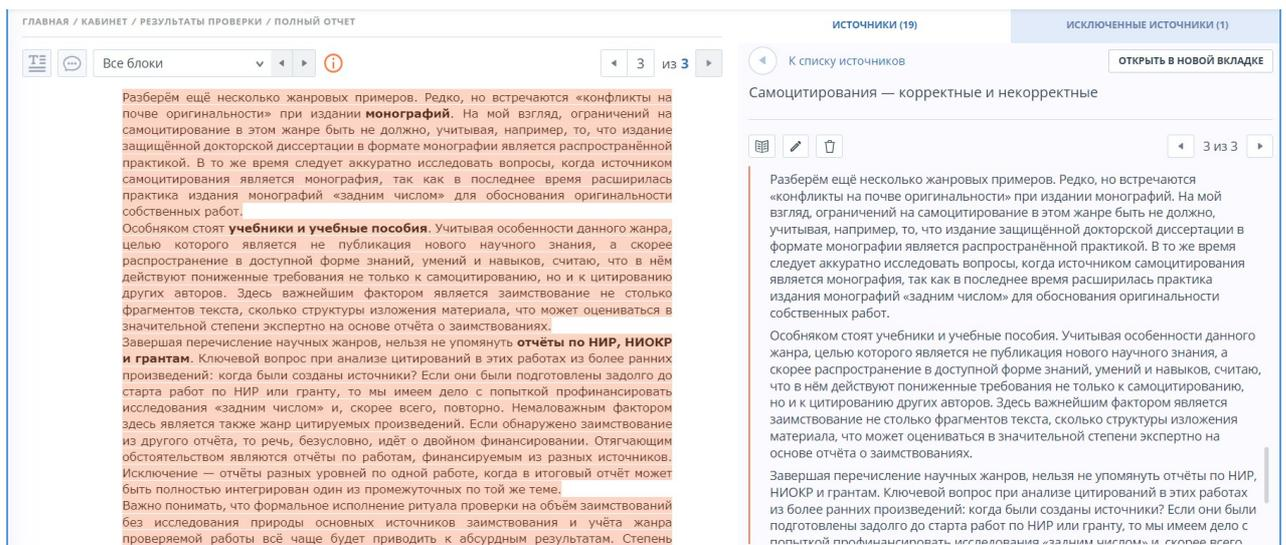 ГЛАВНАЯ / КАБИНЕТ / РЕЗУЛЬТАТЫ ПРОВЕРКИ / ПОЛНЫЙ ОТЧЕТ
Все блоки
3 из 3
Разберём ещё несколько жанровых примеров. Редко, но встречаются «конфликты на
почве оригинальности» при издании монографий. На мой взгляд, ограничений на
самоцитирование в этом жанре быть не должно, учитывая, например, то, что издание
защищённой докторской диссертации в формате монографии является распространённой
практикой. В то же время следует аккуратно исследовать вопросы, когда источником
самоцитирования является монография, так как в последнее время расширилась
практика издания монографий «задним числом» для обоснования оригинальности
собственных работ.
Особняком стоят учебники и учебные пособия. Учитывая особенности данного жанра,
целью которого является не публикация нового научного знания, а скорее
распространение в доступной форме знаний, умений и навыков, считаю, что в нём
действуют пониженные требования не только к самоцитированию, но и к цитированию
других авторов. Здесь важнейшим фактором является заимствование не столько
фрагментов текста, сколько структуры изложения материала, что может оцениваться в
значительной степени экспертно на основе отчёта о заимствованиях.
Завершая перечисление научных жанров, нельзя не упомянуть отчёты по НИР, НИОКР
и грантам. Ключевой вопрос при анализе цитирований в этих работах из более ранних
произведений: когда были созданы источники? Если они были подготовлены задолго до
старта работ по НИР или гранту, то мы имеем дело с попыткой профинансировать
исследования «задним числом» и, скорее всего, повторно. Немаловажным фактором
здесь является также жанр цитируемых произведений. Если обнаружено заимствование
из другого отчёта, то речь, безусловно, идёт о двойном финансировании. Отягчающим
обстоятельством являются отчёты по работам, финансируемым из разных источников.
Исключение — отчёты разных уровней по одной работе, когда в итоговый отчёт может
быть полностью интегрирован один из промежуточных по той же теме.
Важно понимать, что формальное исполнение ритуала проверки на объём заимствований
без исследования природы основных источников заимствования и учёта жанра
проверяемой работы всё чаще будет приводить к абсурдным результатам. Степень
ИСТОЧНИКИ (19)
ИСКЛЮЧЕННЫЕ ИСТОЧНИКИ (1)
К списку источников
ОТКРЫТЬ В НОВОЙ ВКЛАДКЕ
Самоцитирования — корректные и некорректные
3 из 3
Разберём ещё несколько жанровых примеров. Редко, но встречаются
«конфликты на почве оригинальности» при издании монографий. На мой
взгляд, ограничений на самоцитирование в этом жанре быть не должно,
учитывая, например, то, что издание защищённой докторской диссертации в
формате монографии является распространённой практикой. В то же время
следует аккуратно исследовать вопросы, когда источником самоцитирования
является монография, так как в последнее время расширилась практика
издания монографий «задним числом» для обоснования оригинальности
собственных работ.
Особняком стоят учебники и учебные пособия. Учитывая особенности данного
жанра, целью которого является не публикация нового научного знания, а
скорее распространение в доступной форме знаний, умений и навыков, считаю,
что в нём действуют пониженные требования не только к самоцитированию,
но и к цитированию других авторов. Здесь важнейшим фактором является
заимствование не столько фрагментов текста, сколько структуры изложения
материала, что может оцениваться в значительной степени экспертно на
основе отчёта о заимствованиях.
Завершая перечисление научных жанров, нельзя не упомянуть отчёты по НИР,
НИОКР и грантам. Ключевой вопрос при анализе цитирований в этих работах
из более ранних произведений: когда были созданы источники? Если они были
подготовлены задолго до старта работ по НИР или гранту, то мы имеем дело с
попыткой профинансировать исследования «задним числом» и, скорее всего